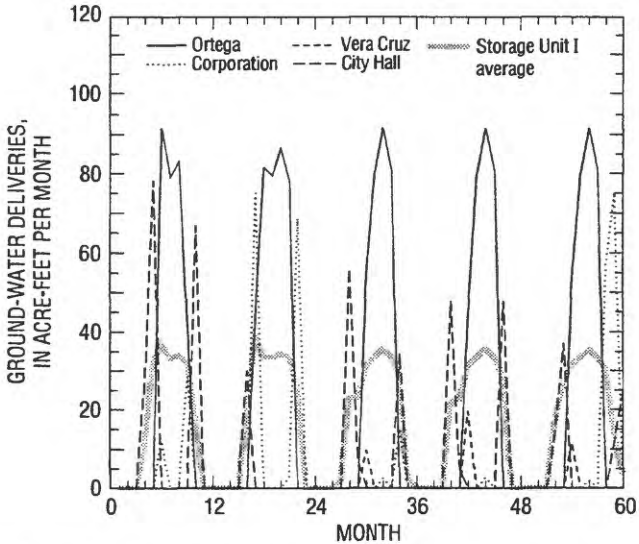 120
100
80
60
40
20
0
GROUND-WATER DELIVERIES,
IN ACRE-FEET PER MONTH
Ortega
Corporation
Vera Cruz
City Hall
Storage Unit I
average
0 12 24 36 48 60
MONTH